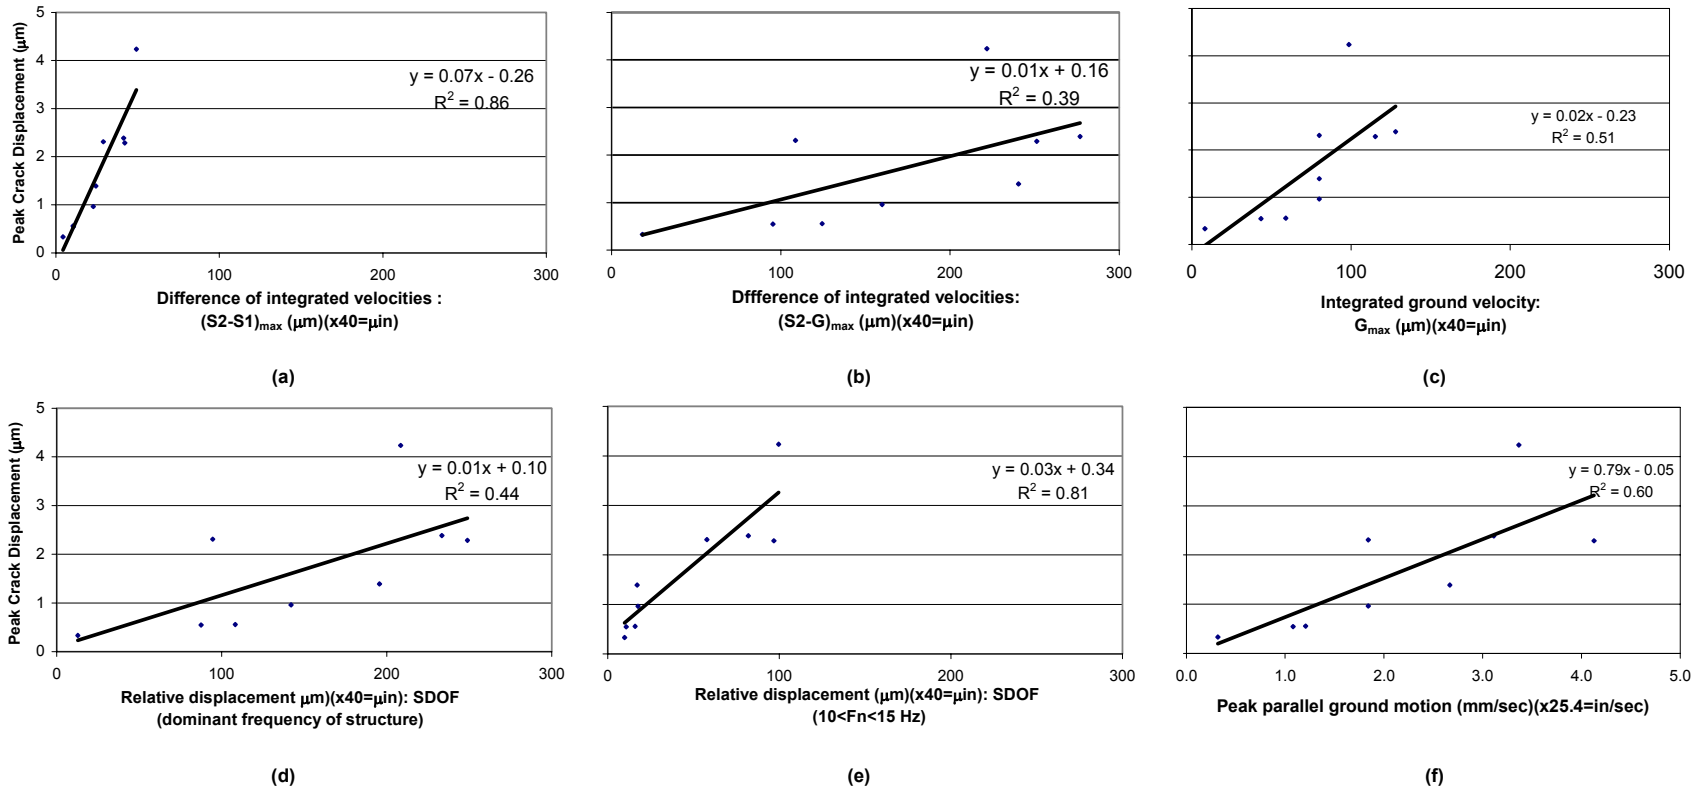 Peak Crack Displacement (μm)
5
4
3
2
1
0
y = 0.07x - 0.26
R² = 0.86
0 100 200 300
Difference of integrated velocities :
(S2-S1)max (μm)(x40=μin)
(a)
y = 0.01x + 0.16
R² = 0.39
0 100 200 300
Dfference of integrated velocities:
(S2-G)max (μm)(x40=μin)
(b)
y = 0.02x - 0.23
R² = 0.51
0 100 200 300
Integrated ground velocity:
Gmax (μm)(x40=μin)
(c)
Peak Crack Displacement (μm)
5
4
3
2
1
0
y = 0.01x + 0.10
R² = 0.44
0 100 200 300
Relative displacement μm)(x40=μin): SDOF
(dominant frequency of structure)
(d)
y = 0.03x + 0.34
R² = 0.81
0 100 200 300
Relative displacement (μm)(x40=μin): SDOF
(10<Fn<15 Hz)
(e)
y = 0.79x - 0.05
R² = 0.60
0.0 1.0 2.0 3.0 4.0 5.0
Peak parallel ground motion (mm/sec)(x25.4=in/sec)
(f)